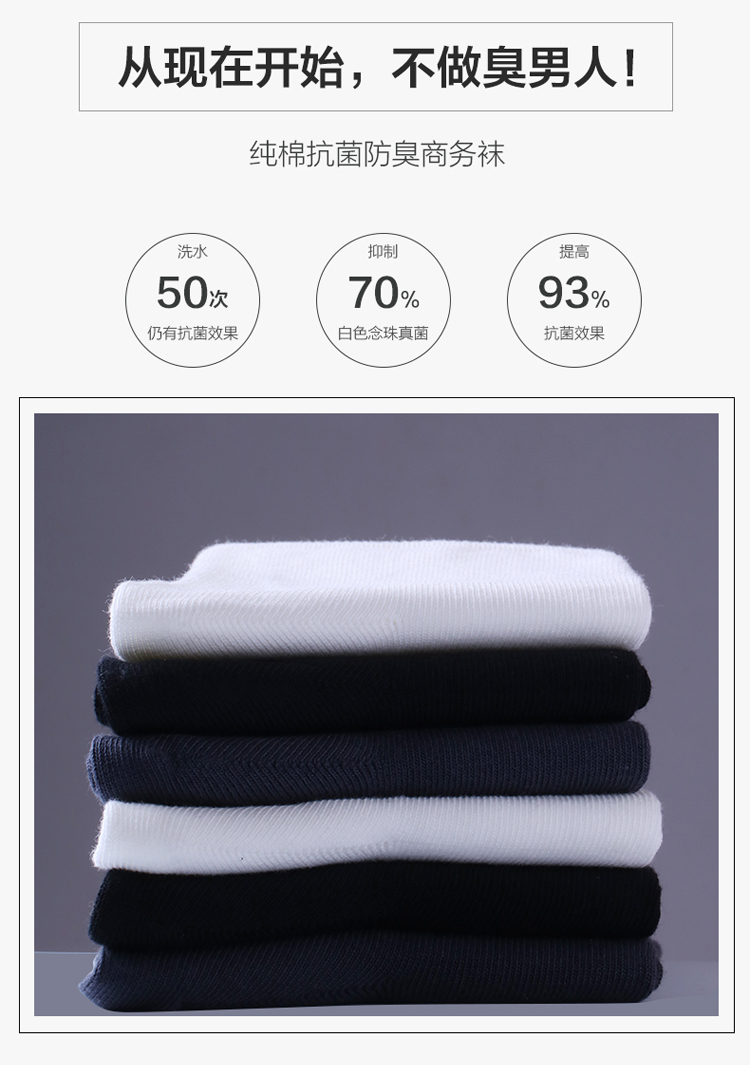 从现在开始，不做臭男人！
纯棉抗菌防臭商务袜
洗水
50次
仍有抗菌效果
抑制
70%
白色念珠真菌
提高
93%
抗菌效果